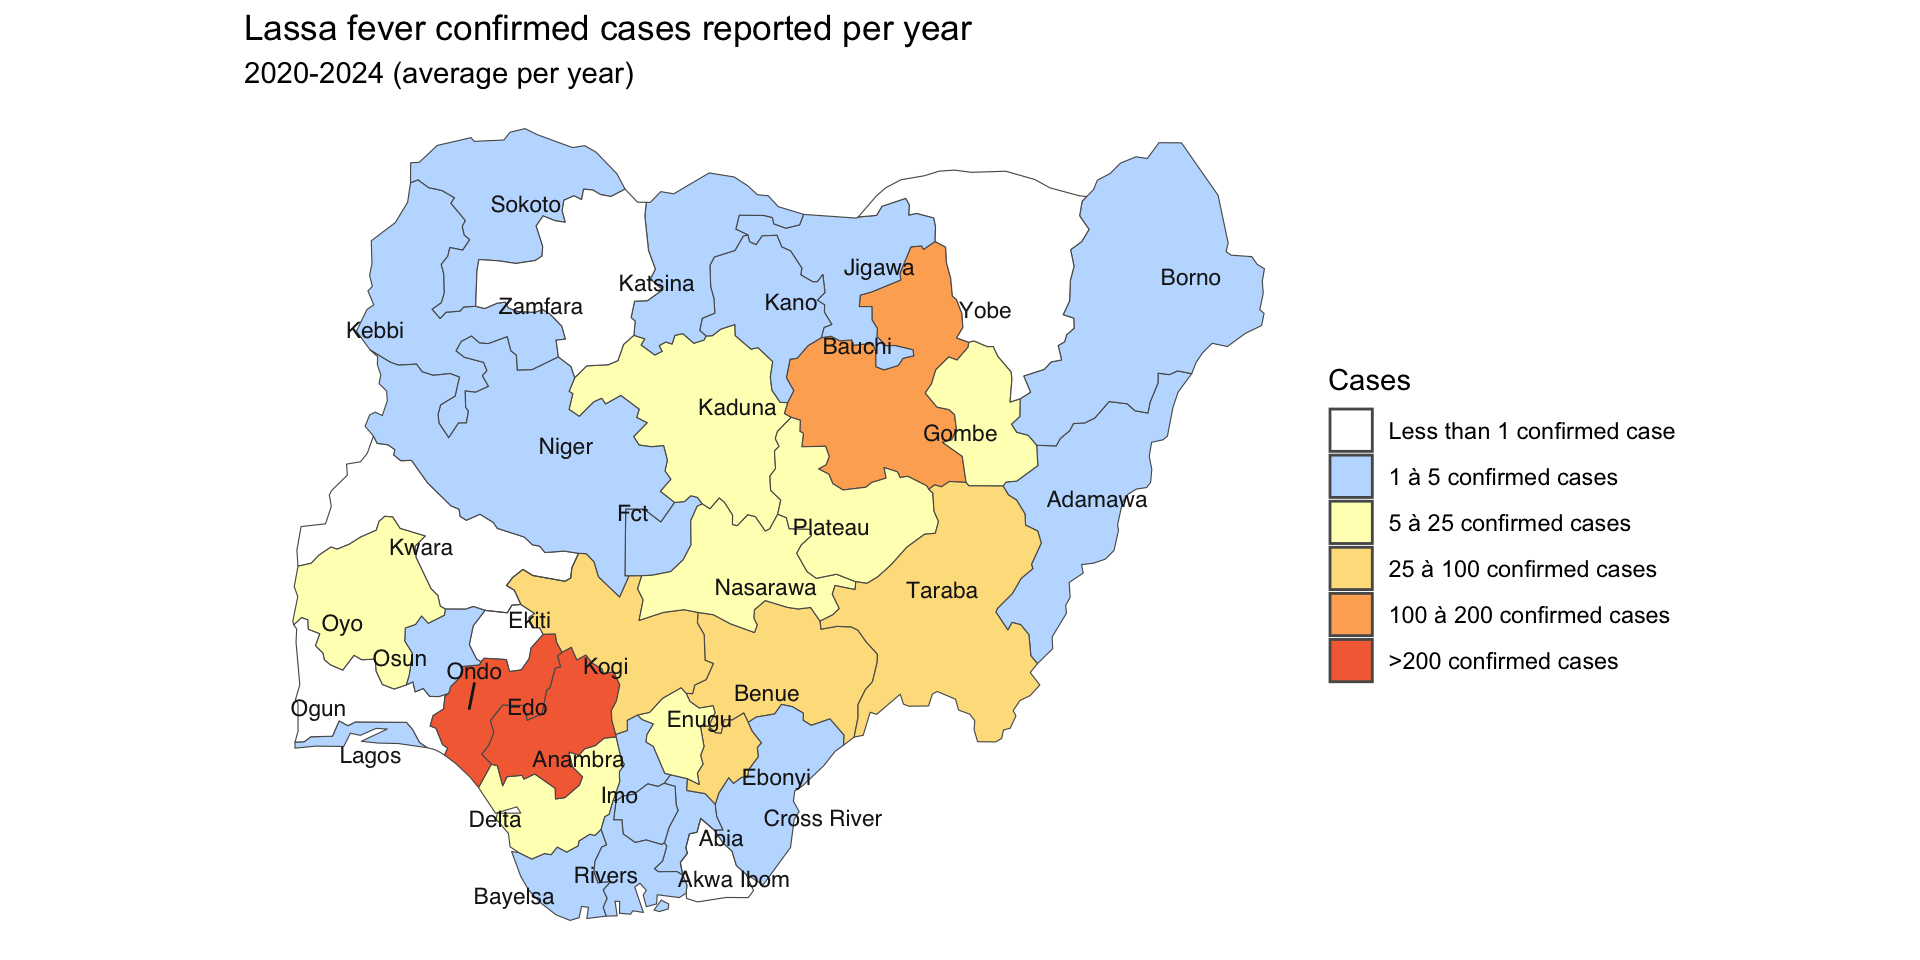 Lassa fever confirmed cases reported per year
2020-2024 (average per year)
Sokoto
Katsina
Jigawa
Borno
Zamfara
Kano
Yobe
Kebbi
Bauchi
Kaduna
Gombe
Niger
Adamawa
Fct
Plateau
Kwara
Nasarawa
Taraba
Oyo
Ekiti
Osun
Ondo
Kogi
Benue
Ogun
Edo
Enugu
Lagos
Anambra
Ebonyi
Imo
Delta
Cross River
Abia
Rivers
Akwa Ibom
Bayelsa
Cases
Less than 1 confirmed case
1 à 5 confirmed cases
5 à 25 confirmed cases
25 à 100 confirmed cases
100 à 200 confirmed cases
>200 confirmed cases